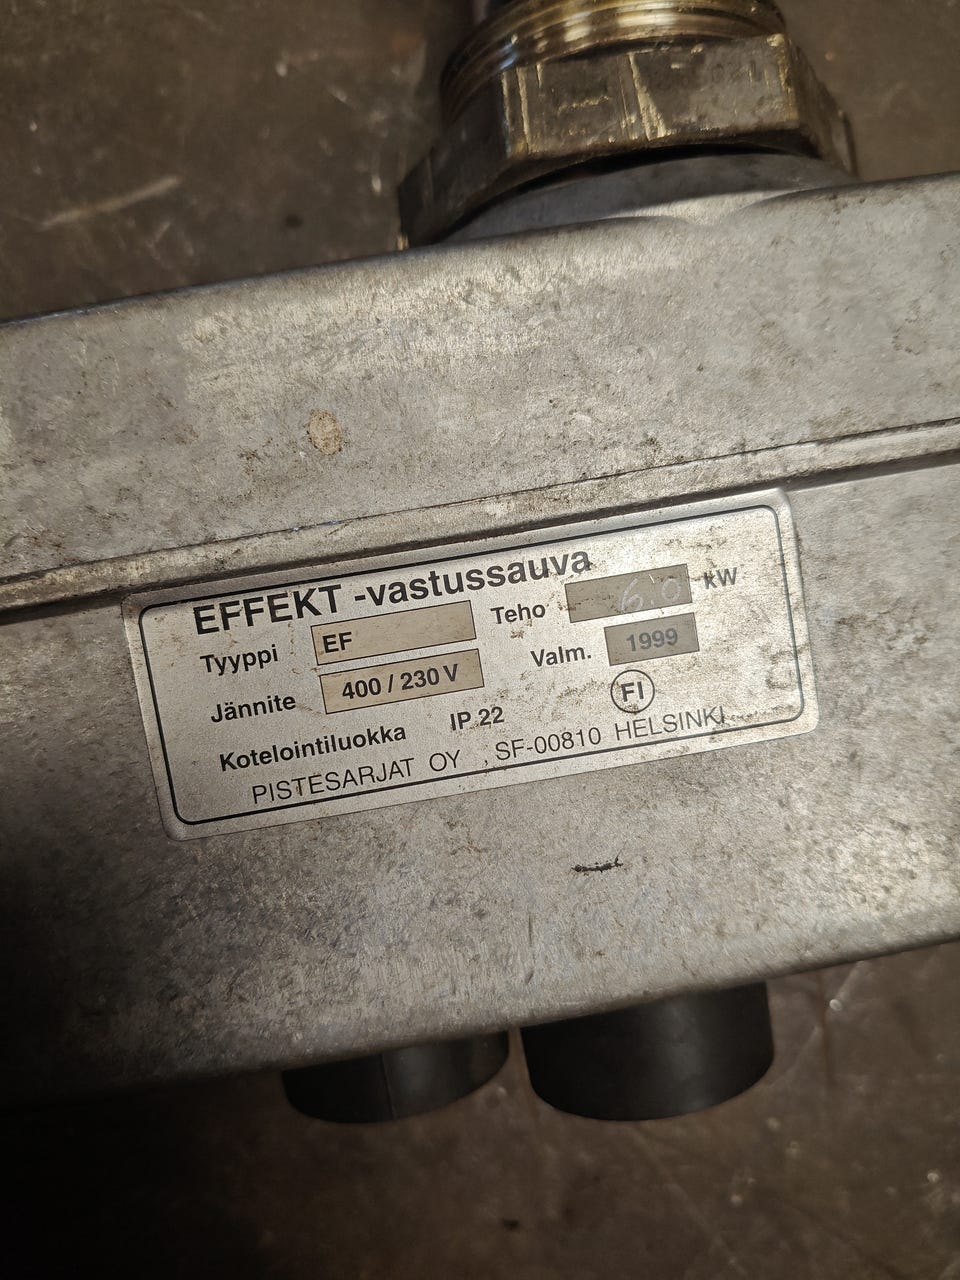 EFFEKT -vastussauva
Tyyppi EF Teho 6.0 kW
Jännite 400 / 230 V Valm. 1999
Kotelointiluokka IP 22 FI
PISTESARJAT OY , SF-00810 HELSINKI